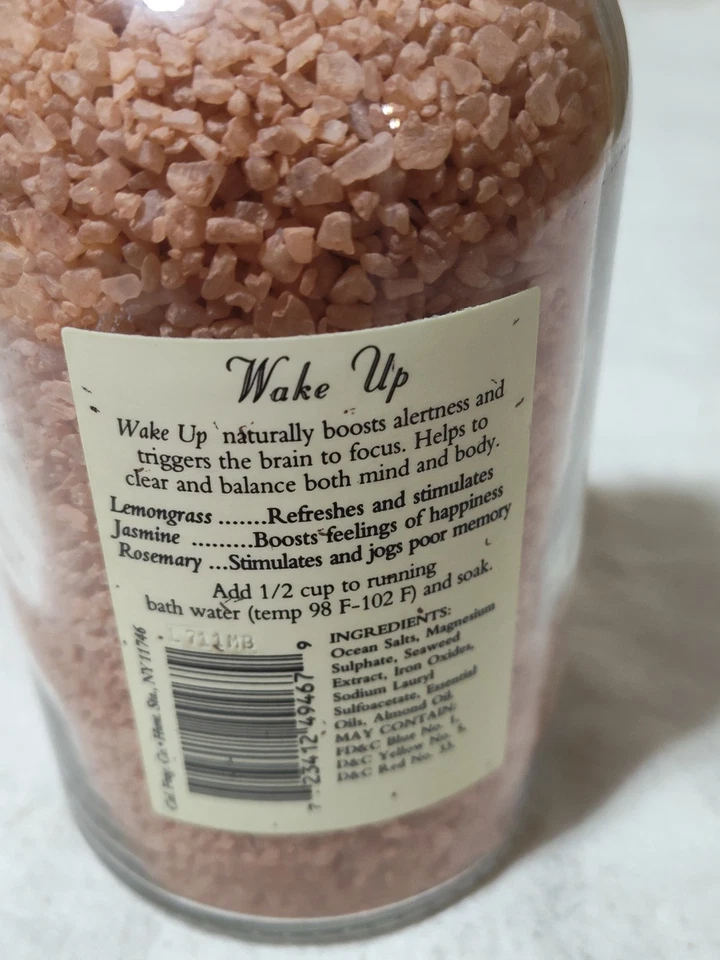 Wake Up
Wake Up naturally boosts alertness and
triggers the brain to focus. Helps to
clear and balance both mind and body.
Lemongrass .......Refreshes and stimulates
Jasmine .........Boosts feelings of happiness
Rosemary ...Stimulates and jogs poor memory
Add 1/2 cup to running
bath water (temp 98 F-102 F) and soak.
L711MB
NY 11746
7 23412 49467 9
INGREDIENTS:
Ocean Salts, Magnesium
Sulphate, Seaweed
Extract, Iron Oxides,
Sodium Lauryl
Sulfoacetate, Essential
Oils, Almond Oil.
MAY CONTAIN:
FD&C Blue No. 1,
D&C Yellow No.
D&C Red No. 33.